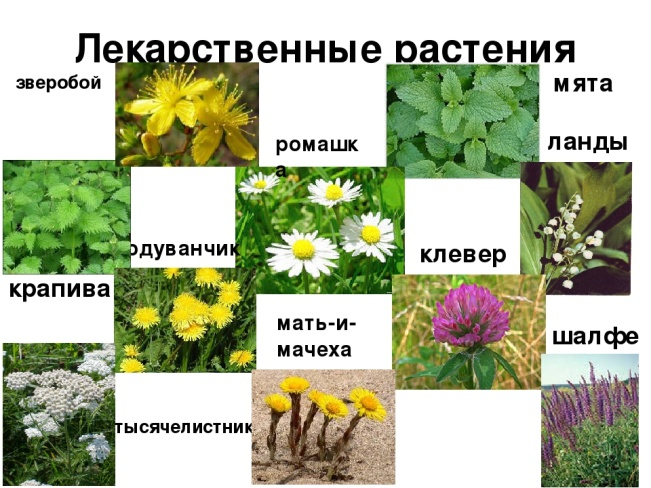 Лекарственные растения
зверобой
мята
ромашк
а
ланды
одуванчик
клевер
крапива
мать-и-
мачеха
шалфе
тысячелистник